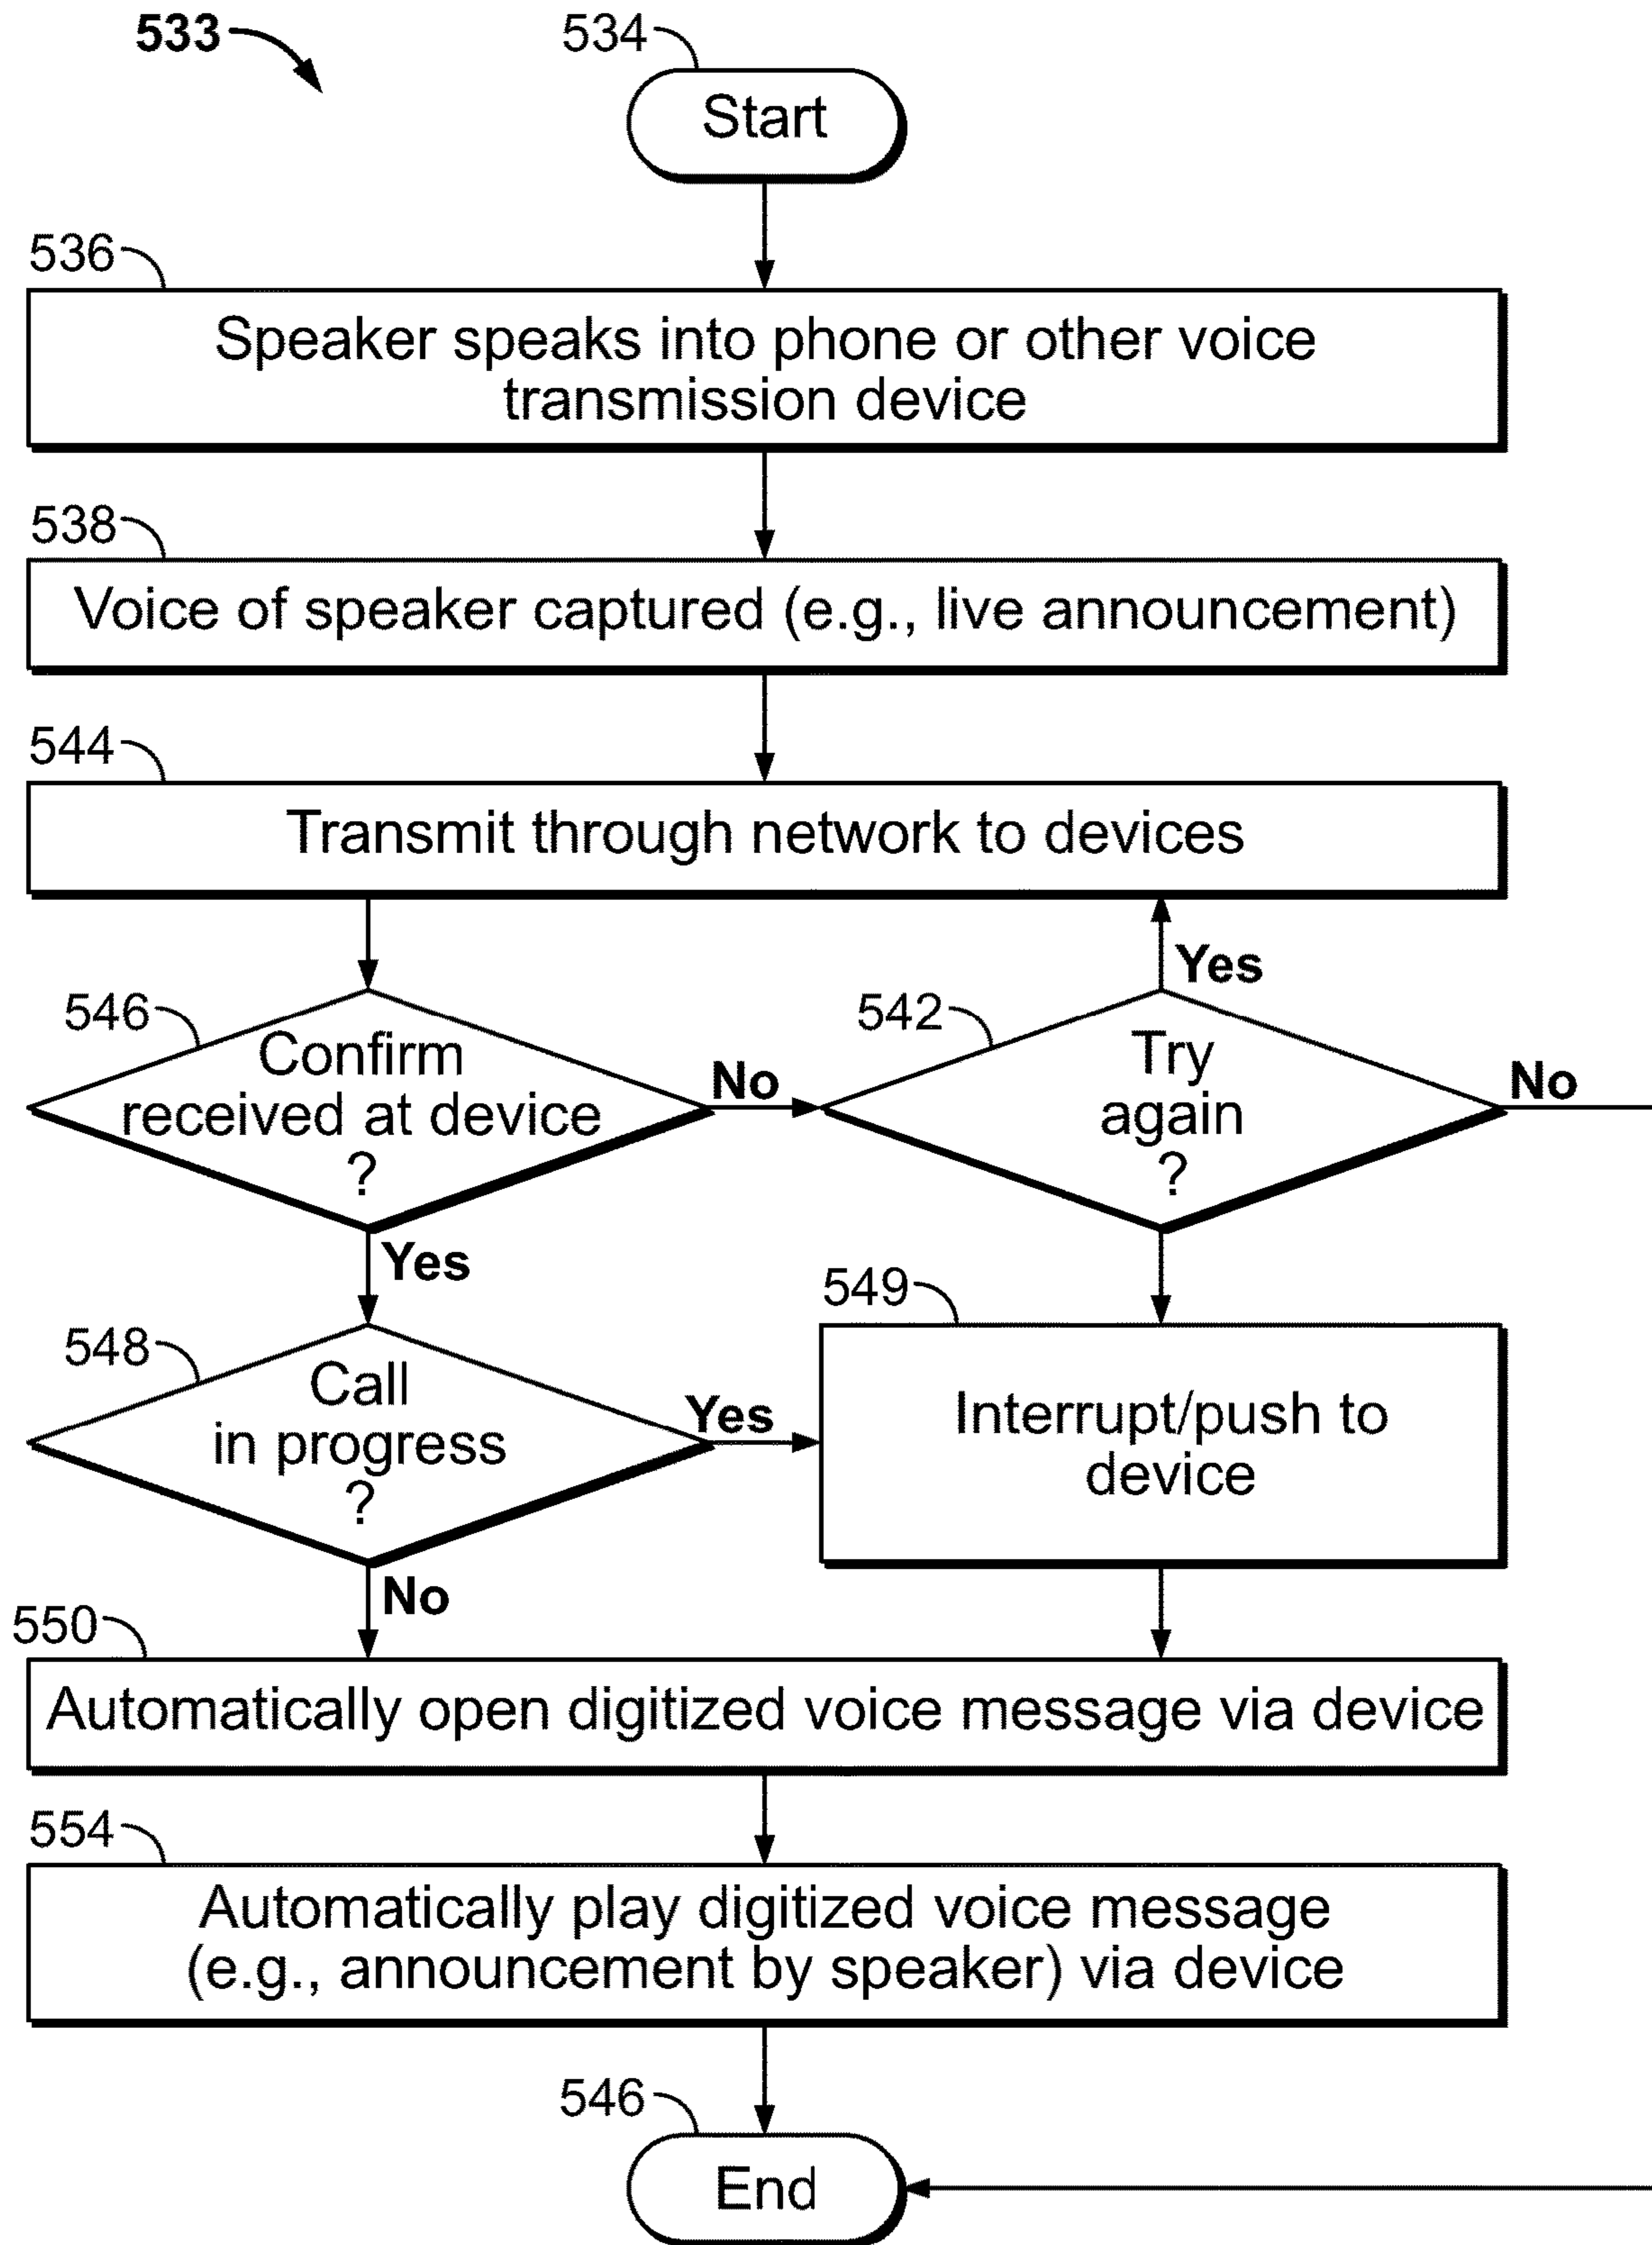 533
534
Start
536
Speaker speaks into phone or other voice
transmission device
538
Voice of speaker captured (e.g., live announcement)
544
Transmit through network to devices
Yes
546
Confirm
received at device
?
No
542
Try
again
?
No
Yes
549
548
Call
in progress
?
Yes
Interrupt/push to
device
No
550
Automatically open digitized voice message via device
554
Automatically play digitized voice message
(e.g., announcement by speaker) via device
546
End